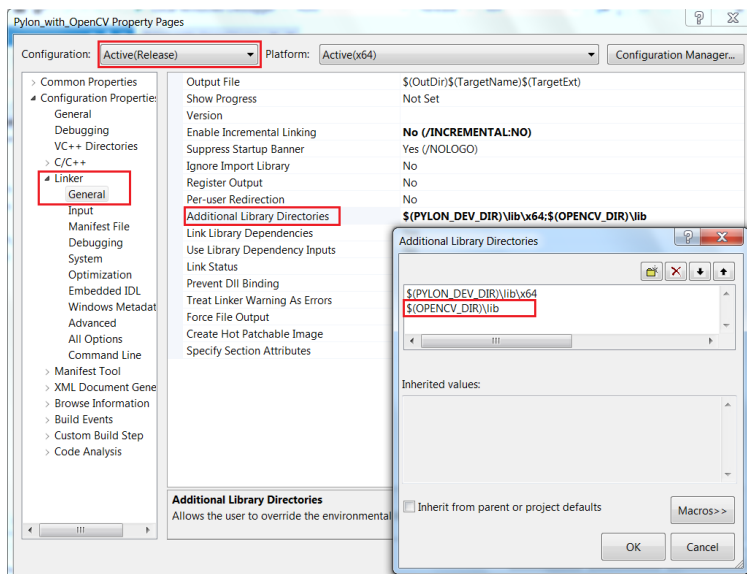 Pylon_with_OpenCV Property Pages
Configuration: Active(Release) Platform: Active(x64) Configuration Manager...
Common Properties
Configuration Properties
General
Debugging
VC++ Directories
C/C++
Linker
General
Input
Manifest File
Debugging
System
Optimization
Embedded IDL
Windows Metadat
Advanced
All Options
Command Line
Manifest Tool
XML Document Gene
Browse Information
Build Events
Custom Build Step
Code Analysis
Output File $(OutDir)$(TargetName)$(TargetExt)
Show Progress Not Set
Version
Enable Incremental Linking No (/INCREMENTAL:NO)
Suppress Startup Banner Yes (/NOLOGO)
Ignore Import Library No
Register Output No
Per-user Redirection No
Additional Library Directories $(PYLON_DEV_DIR)\lib\x64;$(OPENCV_DIR)\lib
Link Library Dependencies
Use Library Dependency Inputs
Link Status
Prevent Dll Binding
Treat Linker Warning As Errors
Force File Output
Create Hot Patchable Image
Specify Section Attributes
Additional Library Directories
Allows the user to override the environmental
Additional Library Directories
$(PYLON_DEV_DIR)\lib\x64
$(OPENCV_DIR)\lib
Inherited values:
Inherit from parent or project defaults
Macros>>
OK Cancel